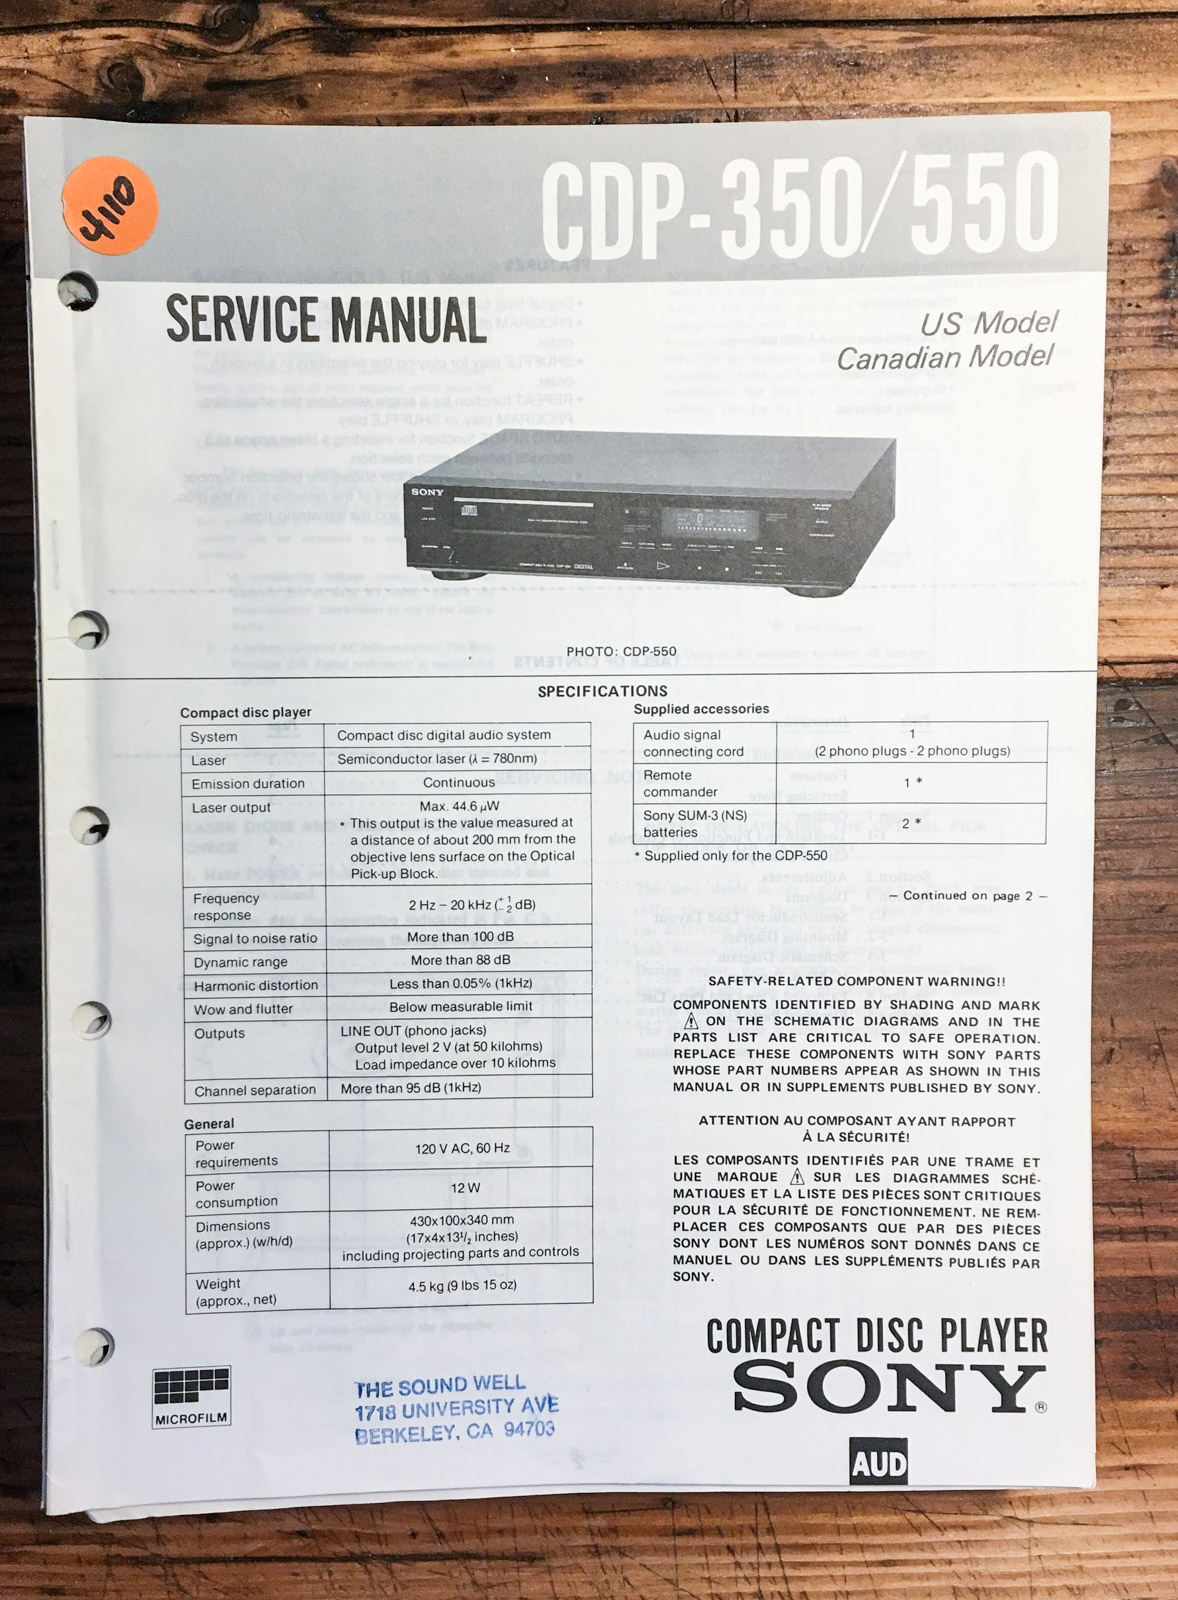 4110
CDP-350/550
SERVICE MANUAL
US Model
Canadian Model
SONY
PHOTO: CDP-550
SPECIFICATIONS
Compact disc player
System Compact disc digital audio system
Laser Semiconductor laser (λ = 780nm)
Emission duration Continuous
Laser output Max. 44.6 μW
• This output is the value measured at
a distance of about 200 mm from the
objective lens surface on the Optical
Pick-up Block.
Frequency
response 2 Hz – 20 kHz (+1 −2 dB)
Signal to noise ratio More than 100 dB
Dynamic range More than 88 dB
Harmonic distortion Less than 0.05% (1kHz)
Wow and flutter Below measurable limit
Outputs LINE OUT (phono jacks)
Output level 2 V (at 50 kilohms)
Load impedance over 10 kilohms
Channel separation More than 95 dB (1kHz)
General
Power
requirements 120 V AC, 60 Hz
Power
consumption 12 W
Dimensions 430x100x340 mm
(approx.) (w/h/d) (17x4x13 1/2 inches)
including projecting parts and controls
Weight
(approx., net) 4.5 kg (9 lbs 15 oz)
Supplied accessories
Audio signal 1
connecting cord (2 phono plugs - 2 phono plugs)
Remote
commander 1 *
Sony SUM-3 (NS)
batteries 2 *
* Supplied only for the CDP-550
– Continued on page 2 –
SAFETY-RELATED COMPONENT WARNING!!
COMPONENTS IDENTIFIED BY SHADING AND MARK
⚠ ON THE SCHEMATIC DIAGRAMS AND IN THE
PARTS LIST ARE CRITICAL TO SAFE OPERATION.
REPLACE THESE COMPONENTS WITH SONY PARTS
WHOSE PART NUMBERS APPEAR AS SHOWN IN THIS
MANUAL OR IN SUPPLEMENTS PUBLISHED BY SONY.
ATTENTION AU COMPOSANT AYANT RAPPORT
À LA SÉCURITÉ!
LES COMPOSANTS IDENTIFIÉS PAR UNE TRAME ET
UNE MARQUE ⚠ SUR LES DIAGRAMMES SCHÉ-
MATIQUES ET LA LISTE DES PIÈCES SONT CRITIQUES
POUR LA SÉCURITÉ DE FONCTIONNEMENT. NE REM-
PLACER CES COMPOSANTS QUE PAR DES PIÈCES
SONY DONT LES NUMÉROS SONT DONNÉS DANS CE
MANUEL OU DANS LES SUPPLÉMENTS PUBLIÉS PAR
SONY.
COMPACT DISC PLAYER
SONY®
AUD
MICROFILM
THE SOUND WELL
1718 UNIVERSITY AVE
BERKELEY, CA 94703